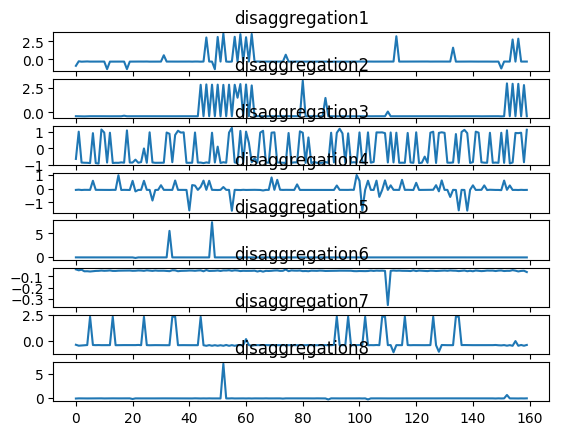 disaggregation1
2.5
0.0
disaggregation2
2.5
0.0
disaggregation3
1
0
−1
disaggregation4
1
0
−1
disaggregation5
5
0
disaggregation6
−0.1
−0.2
−0.3
disaggregation7
2.5
0.0
disaggregation8
5
0
0 20 40 60 80 100 120 140 160